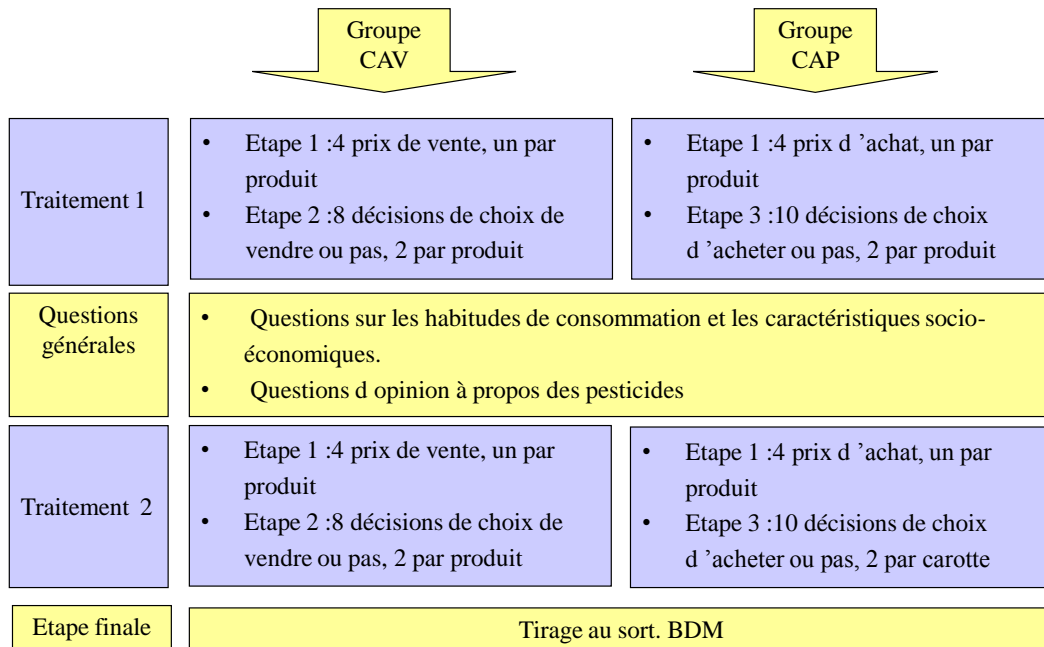 Groupe
CAV
Groupe
CAP
Traitement 1
• Etape 1 :4 prix de vente, un par
produit
• Etape 2 :8 décisions de choix de
vendre ou pas, 2 par produit
• Etape 1 :4 prix d ’achat, un par
produit
• Etape 3 :10 décisions de choix
d ’acheter ou pas, 2 par produit
Questions
générales
• Questions sur les habitudes de consommation et les caractéristiques socio-
économiques.
• Questions d opinion à propos des pesticides
Traitement 2
• Etape 1 :4 prix de vente, un par
produit
• Etape 2 :8 décisions de choix de
vendre ou pas, 2 par produit
• Etape 1 :4 prix d ’achat, un par
produit
• Etape 3 :10 décisions de choix
d ’acheter ou pas, 2 par carotte
Etape finale
Tirage au sort. BDM